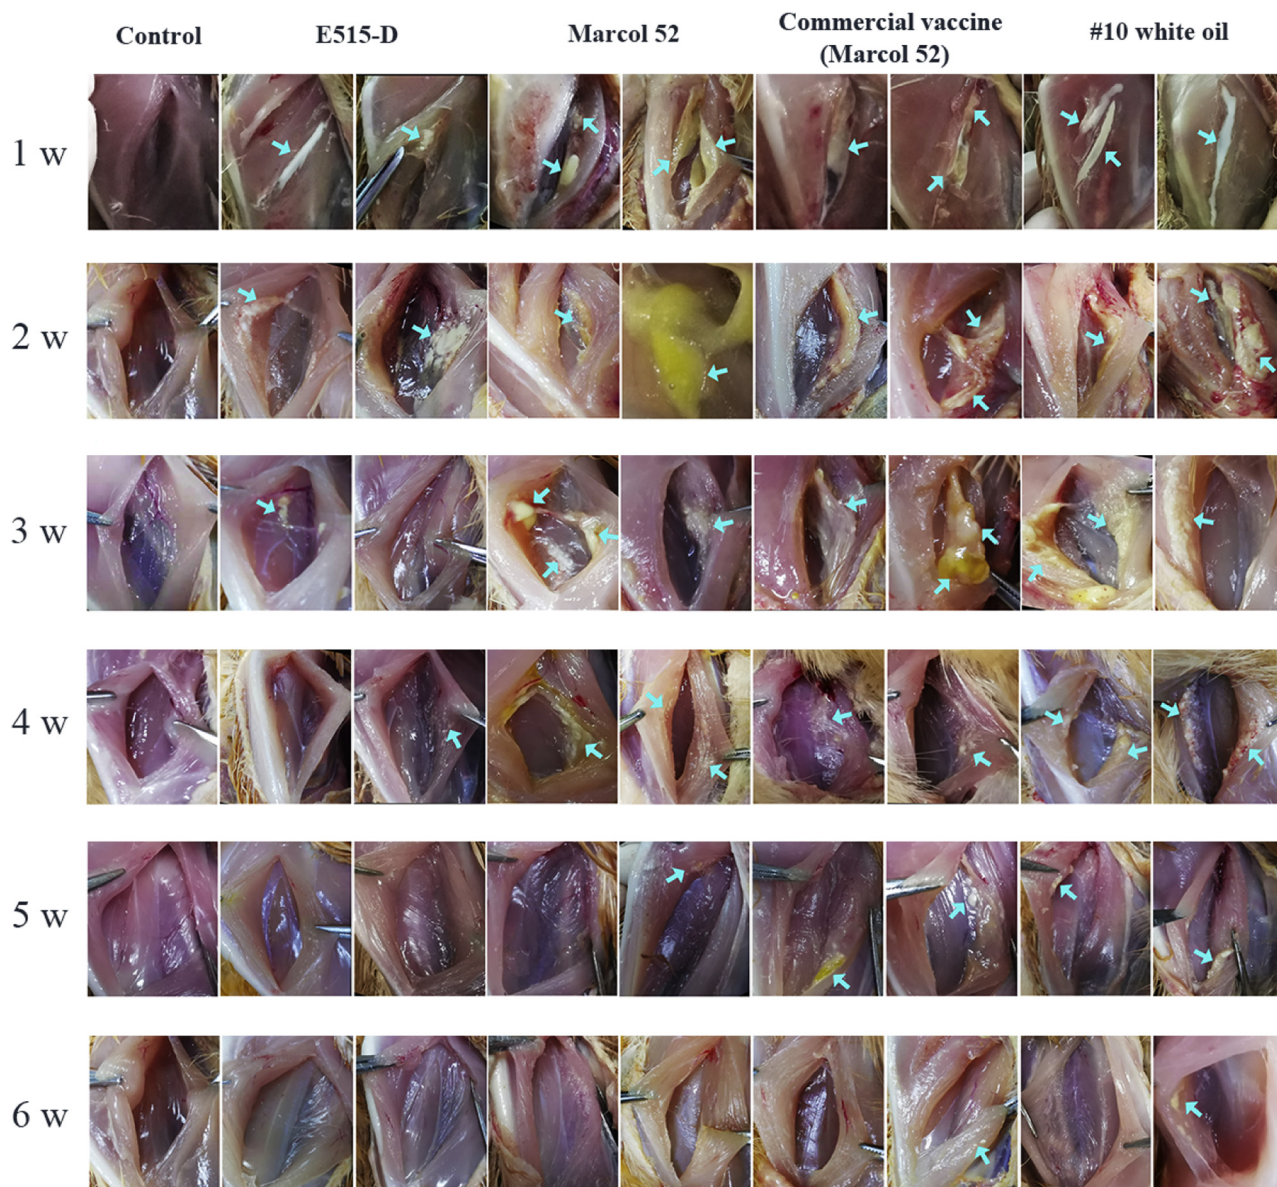 Control
E515-D
Marcol 52
Commercial vaccine
(Marcol 52)
#10 white oil
1 w
2 w
3 w
4 w
5 w
6 w